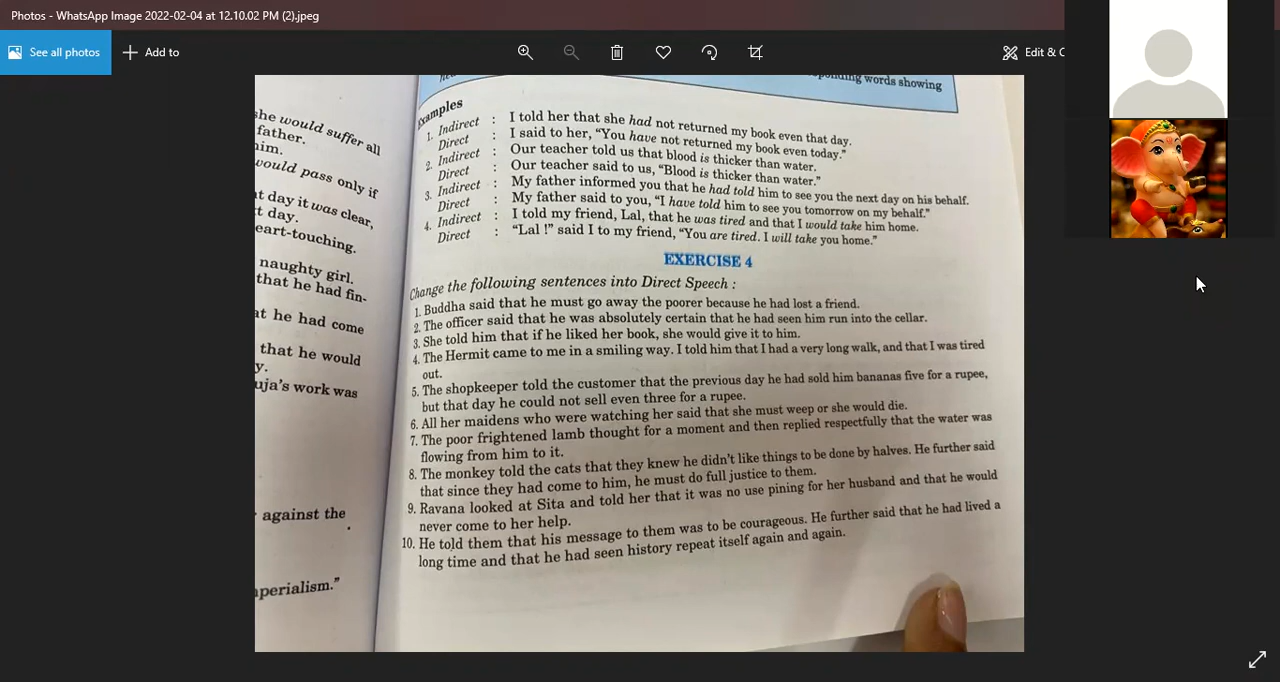 Photos - WhatsApp Image 2022-02-04 at 12.10.02 PM (2).jpeg
See all photos
Add to
Edit & C
words showing
Examples
1. Indirect : I told her that she had not returned my book even that day.
Direct : I said to her, “You have not returned my book even today.”
2. Indirect : Our teacher told us that blood is thicker than water.
Direct : Our teacher said to us, “Blood is thicker than water.”
3. Indirect : My father informed you that he had told him to see you the next day on his behalf.
Direct : My father said to you, “I have told him to see you tomorrow on my behalf.”
4. Indirect : I told my friend, Lal, that he was tired and that I would take him home.
Direct : “Lal !” said I to my friend, “You are tired. I will take you home.”
EXERCISE 4
Change the following sentences into Direct Speech :
1. Buddha said that he must go away the poorer because he had lost a friend.
2. The officer said that he was absolutely certain that he had seen him run into the cellar.
3. She told him that if he liked her book, she would give it to him.
4. The Hermit came to me in a smiling way. I told him that I had a very long walk, and that I was tired
out.
5. The shopkeeper told the customer that the previous day he had sold him bananas five for a rupee,
but that day he could not sell even three for a rupee.
6. All her maidens who were watching her said that she must weep or she would die.
7. The poor frightened lamb thought for a moment and then replied respectfully that the water was
flowing from him to it.
8. The monkey told the cats that they knew he didn’t like things to be done by halves. He further said
that since they had come to him, he must do full justice to them.
9. Ravana looked at Sita and told her that it was no use pining for her husband and that he would
never come to her help.
10. He told them that his message to them was to be courageous. He further said that he had lived a
long time and that he had seen history repeat itself again and again.
she would suffer all
father.
him.
would pass only if
at day it was clear,
xt day.
eart-touching.
naughty girl.
that he had fin-
at he had come
that he would
y.
uja’s work was
against the
perialism.”